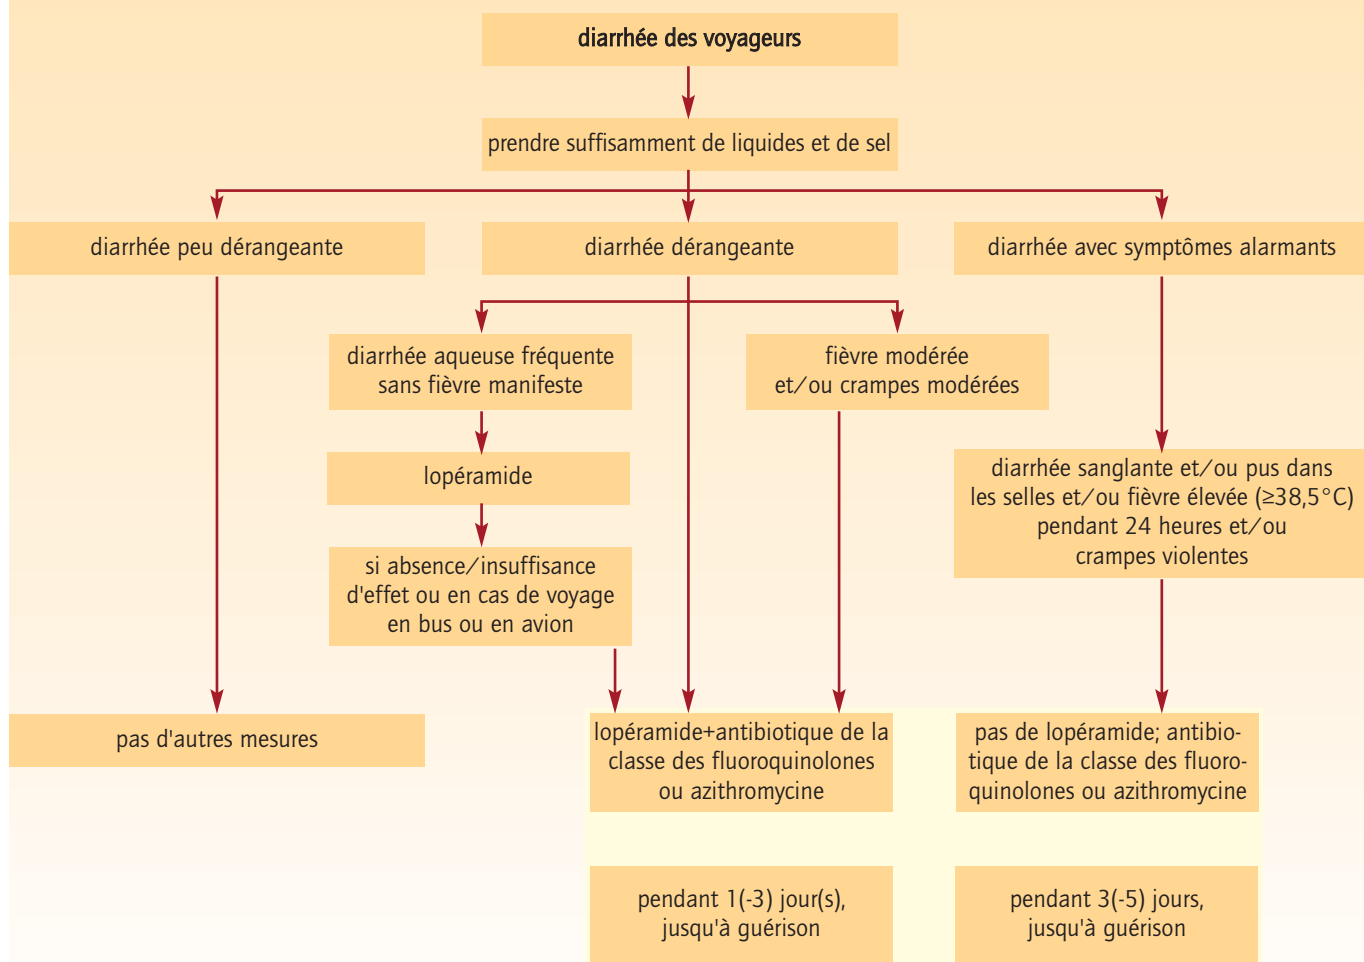 diarrhée des voyageurs
prendre suffisamment de liquides et de sel
diarrhée peu dérangeante
diarrhée dérangeante
diarrhée avec symptômes alarmants
diarrhée aqueuse fréquente
sans fièvre manifeste
fièvre modérée
et/ou crampes modérées
lopéramide
diarrhée sanglante et/ou pus dans
les selles et/ou fièvre élevée (≥38,5°C)
pendant 24 heures et/ou
crampes violentes
si absence/insuffisance
d'effet ou en cas de voyage
en bus ou en avion
pas d'autres mesures
lopéramide+antibiotique de la
classe des fluoroquinolones
ou azithromycine
pas de lopéramide; antibio-
tique de la classe des fluoro-
quinolones ou azithromycine
pendant 1(-3) jour(s),
jusqu'à guérison
pendant 3(-5) jours,
jusqu'à guérison